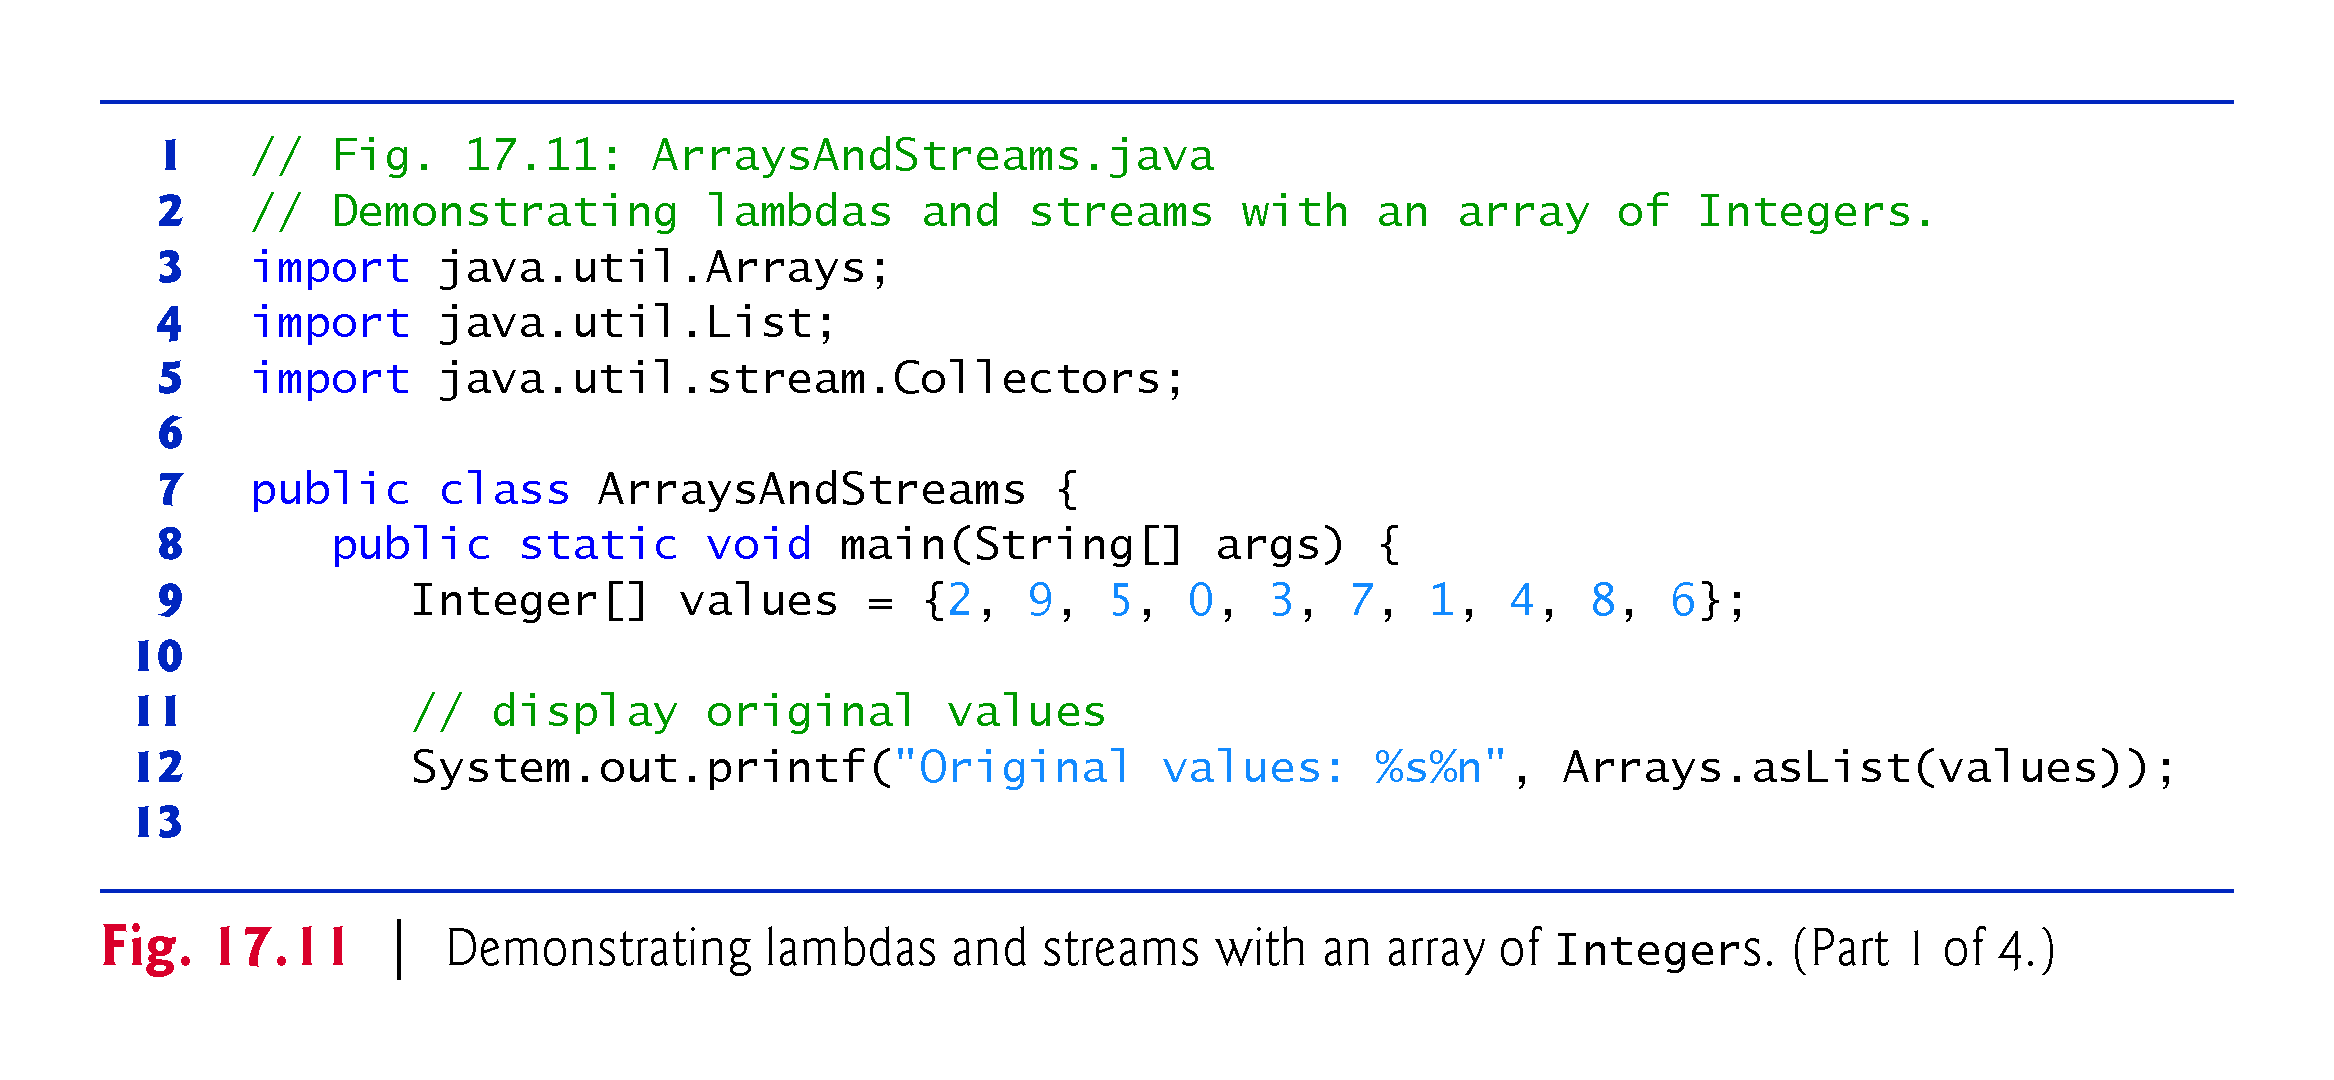 1 // Fig. 17.11: ArraysAndStreams.java
2 // Demonstrating lambdas and streams with an array of Integers.
3 import java.util.Arrays;
4 import java.util.List;
5 import java.util.stream.Collectors;
6
7 public class ArraysAndStreams {
8    public static void main(String[] args) {
9       Integer[] values = {2, 9, 5, 0, 3, 7, 1, 4, 8, 6};
10
11       // display original values
12       System.out.printf("Original values: %s%n", Arrays.asList(values));
13
Fig. 17.11 | Demonstrating lambdas and streams with an array of Integers. (Part 1 of 4.)